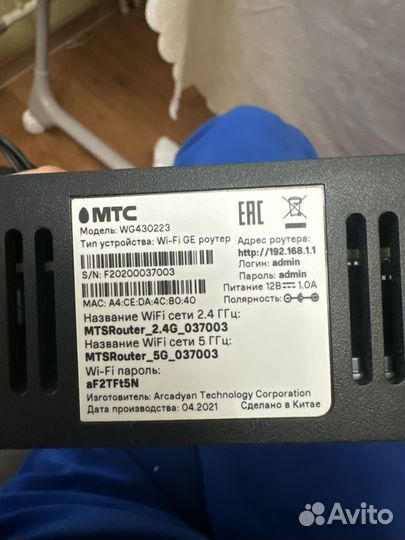 МТС
EAC
Модель: WG430223
Тип устройства: Wi-Fi GE роутер
S/N: F20200037003
MAC: A4:CE:DA:4C:80:40
Адрес роутера:
http://192.168.1.1
Логин: admin
Пароль: admin
Питание 12В 1.0A
Полярность:
Название WiFi сети 2.4 ГГц:
MTSRouter_2.4G_037003
Название WiFi сети 5 ГГц:
MTSRouter_5G_037003
Wi-Fi пароль:
aF2TFt5N
Изготовитель: Arcadyan Technology Corporation
Дата производства: 04.2021 Сделано в Китае
Avito